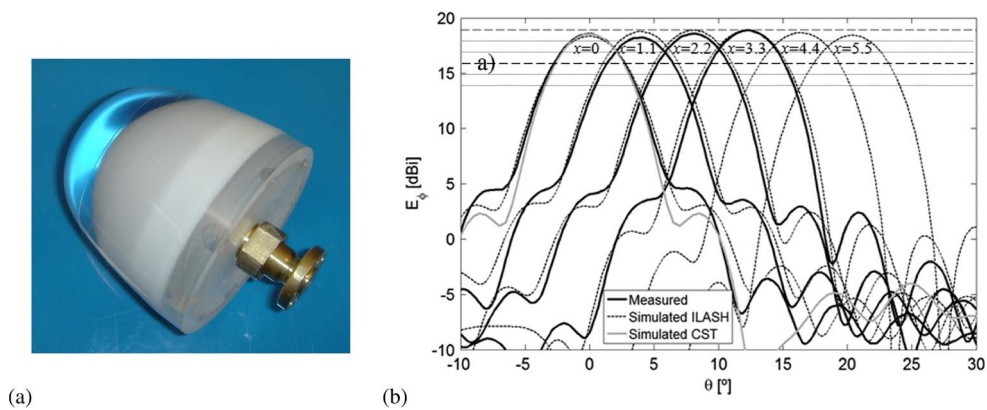 (a)
(b)
20
15
10
5
0
-5
-10
E_ϕ [dBi]
a)
x=0 x=1.1 x=2.2 x=3.3 x=4.4 x=5.5
Measured
Simulated ILASH
Simulated CST
-10 -5 0 5 10 15 20 25 30
θ [º]